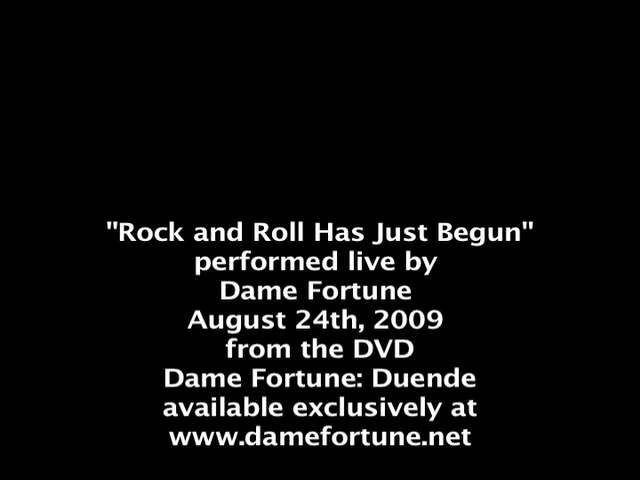 "Rock and Roll Has Just Begun"
performed live by
Dame Fortune
August 24th, 2009
from the DVD
Dame Fortune: Duende
available exclusively at
www.damefortune.net